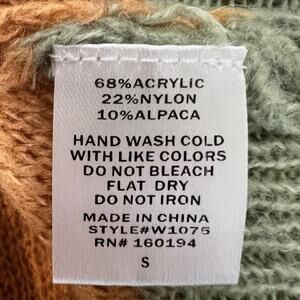 68%ACRYLIC
22%NYLON
10%ALPACA
HAND WASH COLD
WITH LIKE COLORS
DO NOT BLEACH
FLAT DRY
DO NOT IRON
MADE IN CHINA
STYLE#W1075
RN# 160194
S